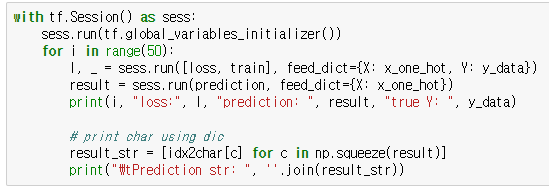 with tf.Session() as sess:
    sess.run(tf.global_variables_initializer())
    for i in range(50):
        l, _ = sess.run([loss, train], feed_dict={X: x_one_hot, Y: y_data})
        result = sess.run(prediction, feed_dict={X: x_one_hot})
        print(i, "loss:", l, "prediction: ", result, "true Y: ", y_data)

        # print char using dic
        result_str = [idx2char[c] for c in np.squeeze(result)]
        print("₩tPrediction str: ", ''.join(result_str))